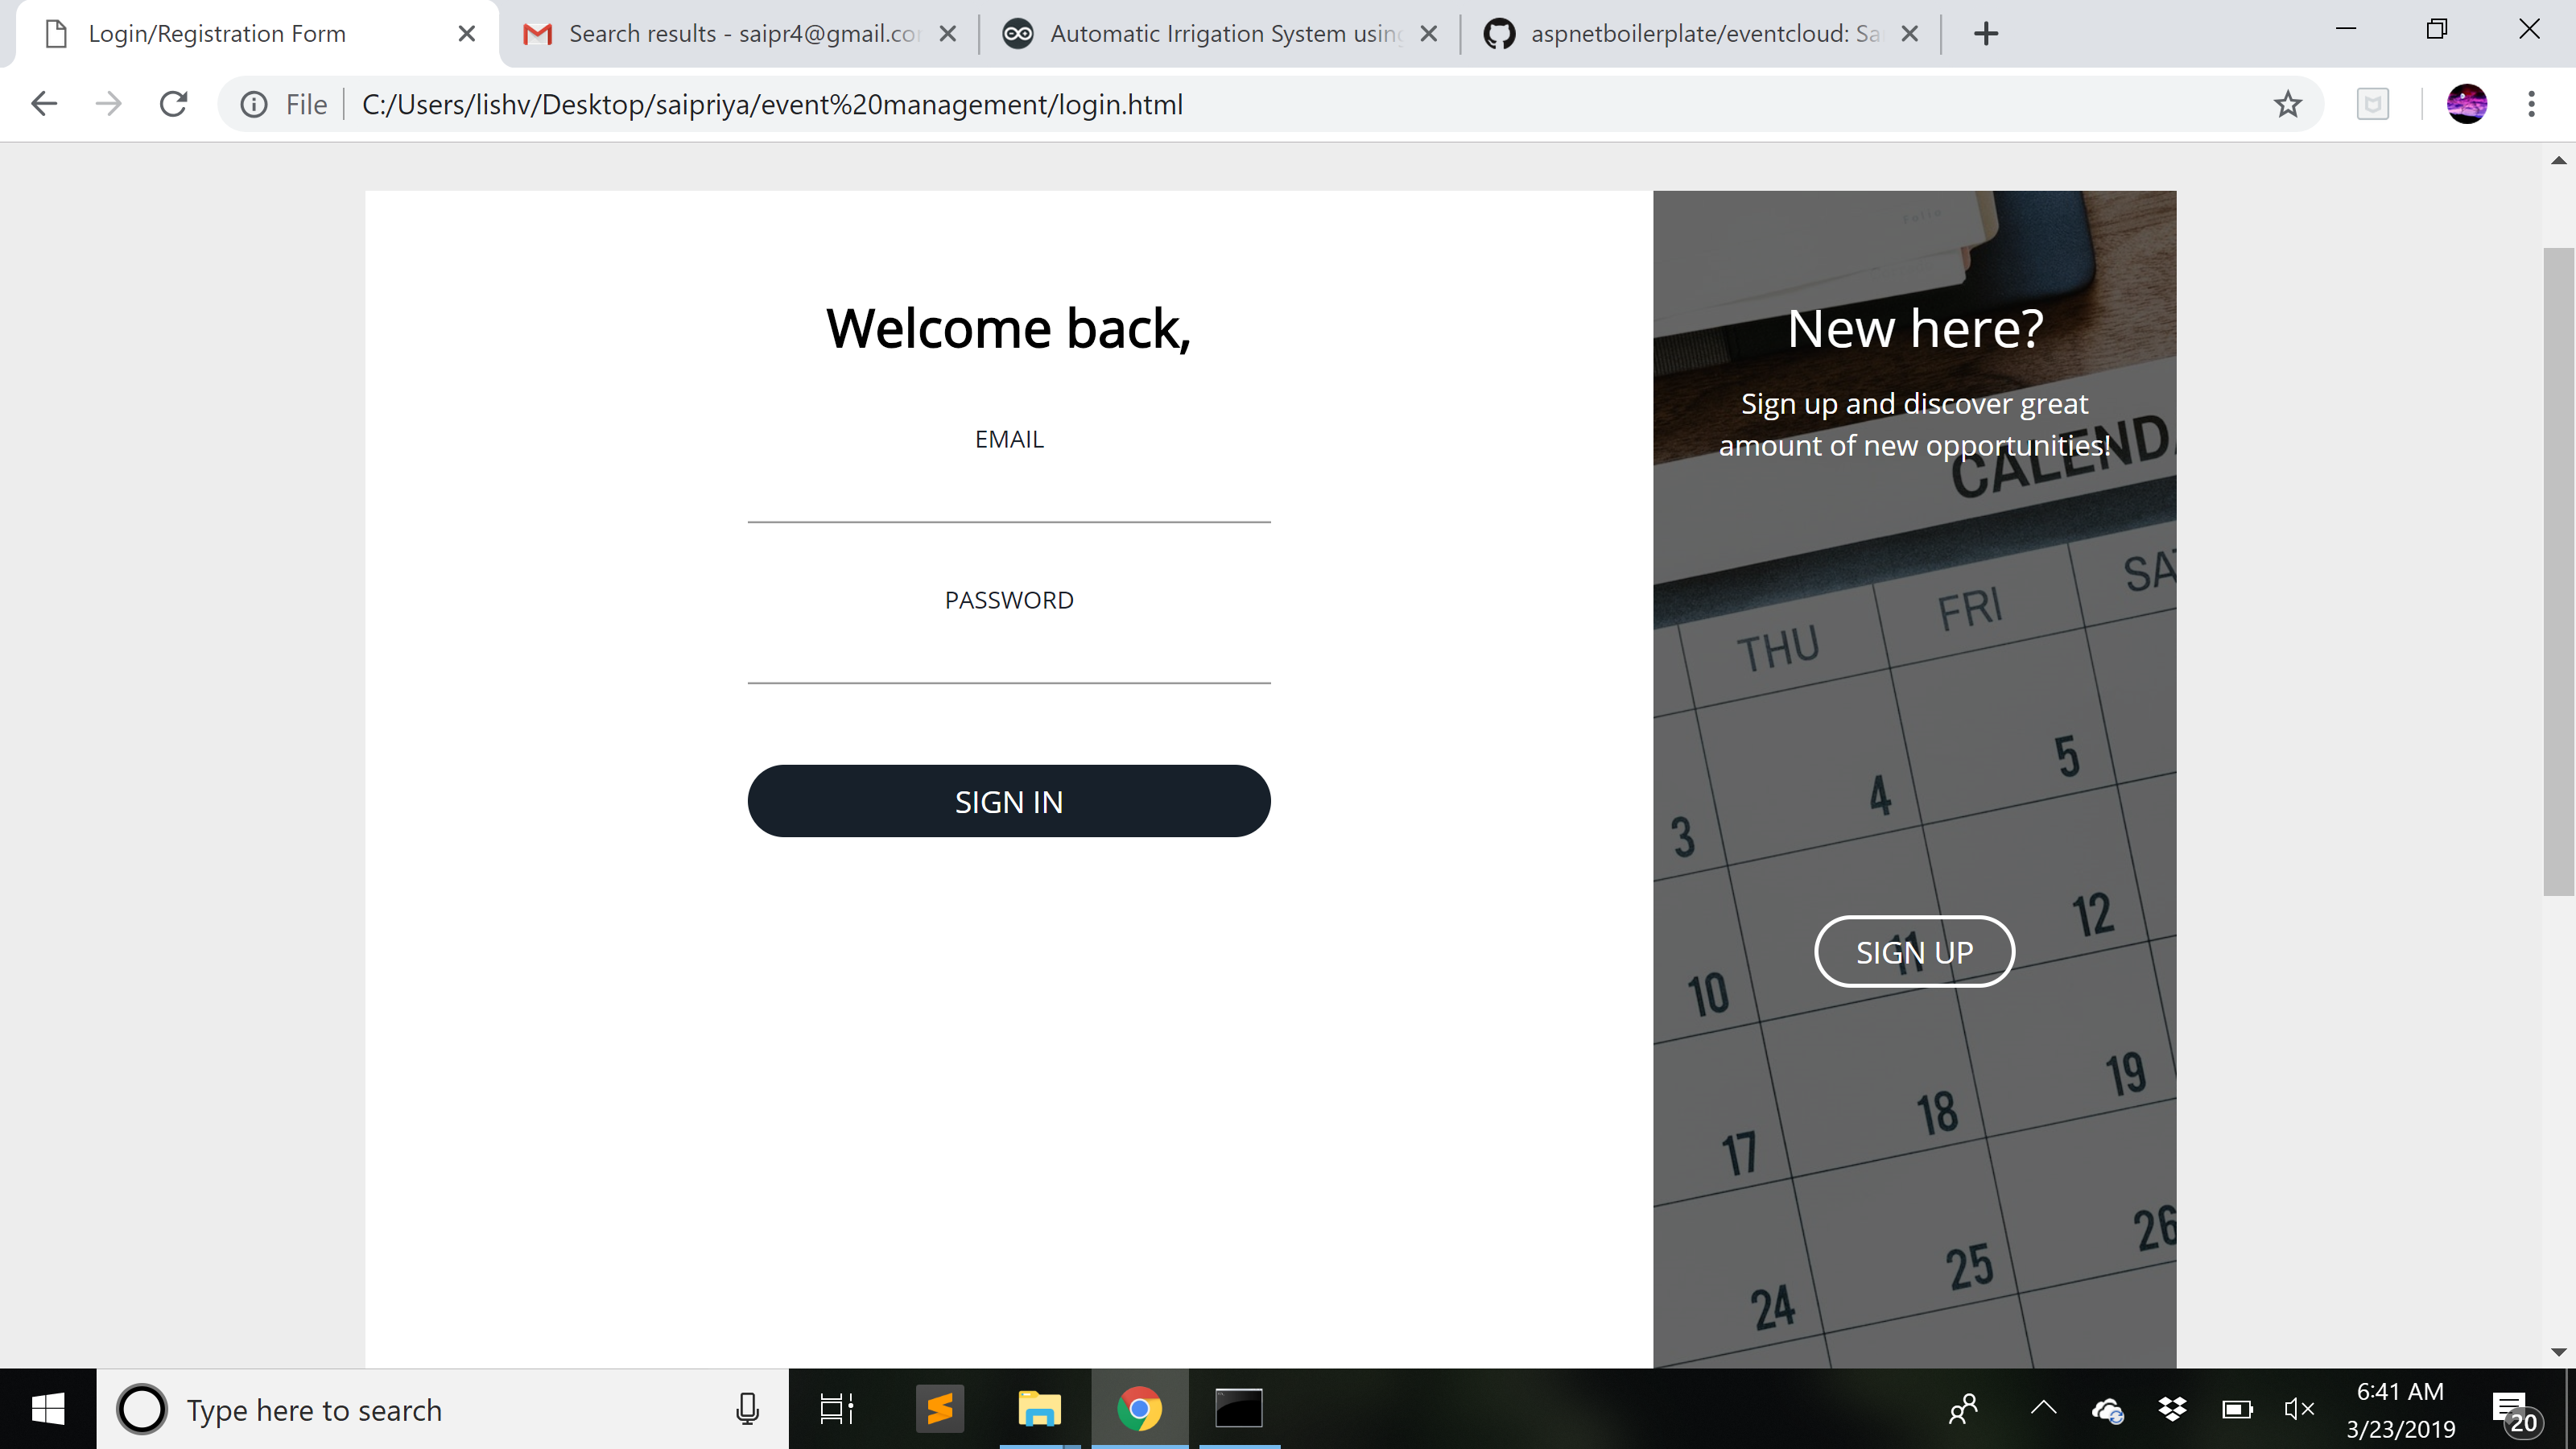 Login/Registration Form
Search results - saipr4@gmail.co
Automatic Irrigation System using
aspnetboilerplate/eventcloud: Sa
File
C:/Users/lishv/Desktop/saipriya/event%20management/login.html
Welcome back,
EMAIL
PASSWORD
SIGN IN
New here?
Sign up and discover great
amount of new opportunities!
CALENDA
THU FRI SAT
3 4 5
10 11 12
17 18 19
24 25 26
SIGN UP
Type here to search
6:41 AM
3/23/2019
20